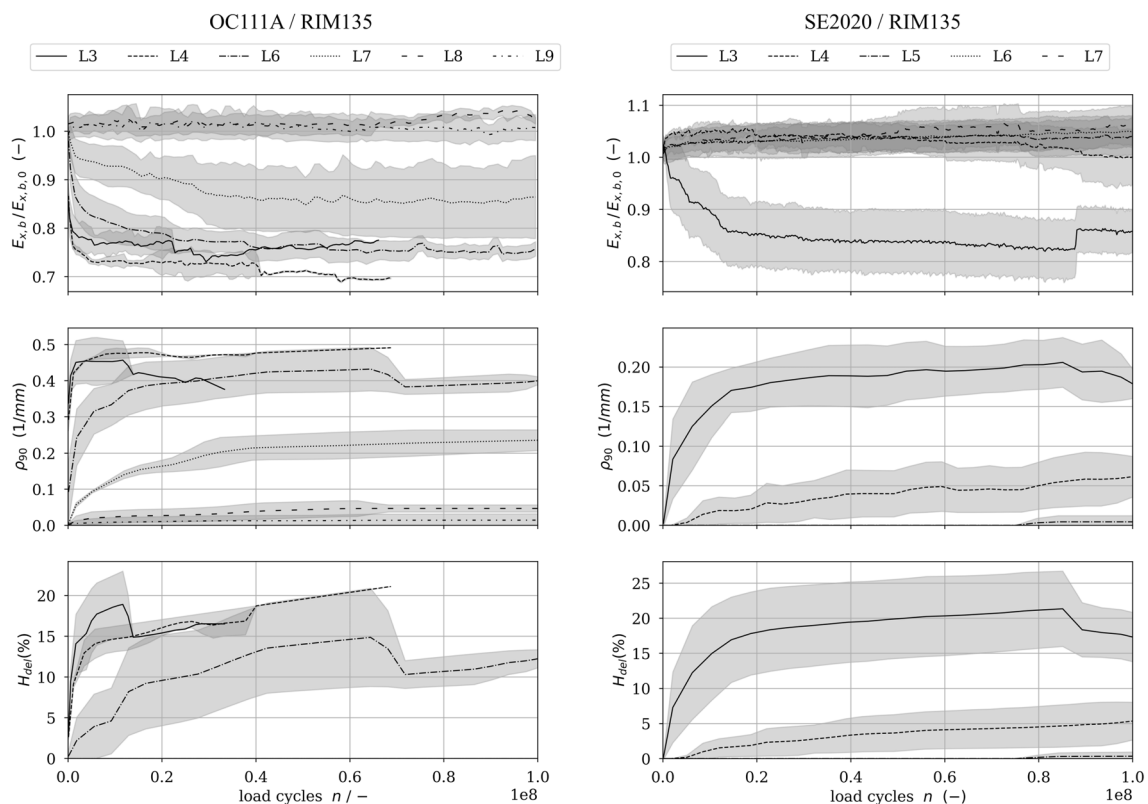 OC111A / RIM135
L3 L4 L6 L7 L8 L9
E_{x,b}/E_{x,b,0} (−)
1.0
0.9
0.8
0.7
ρ_{90} (1/mm)
0.5
0.4
0.3
0.2
0.1
0.0
H_{del}(%)
20
15
10
5
0
0.0 0.2 0.4 0.6 0.8 1.0
1e8
load cycles n / −
SE2020 / RIM135
L3 L4 L5 L6 L7
E_{x,b}/E_{x,b,0} (−)
1.1
1.0
0.9
0.8
ρ_{90} (1/mm)
0.20
0.15
0.10
0.05
0.00
H_{del}(%)
25
20
15
10
5
0
0.0 0.2 0.4 0.6 0.8 1.0
1e8
load cycles n (−)